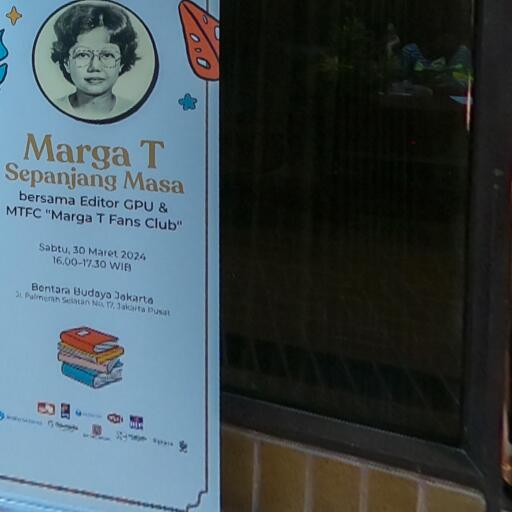 Marga T
Sepanjang Masa
bersama Editor GPU &
MTFC "Marga T Fans Club"
Sabtu, 30 Maret 2024
16.00-17.30 WIB
Bentara Budaya Jakarta
Jl. Palmerah Selatan No. 17, Jakarta Pusat